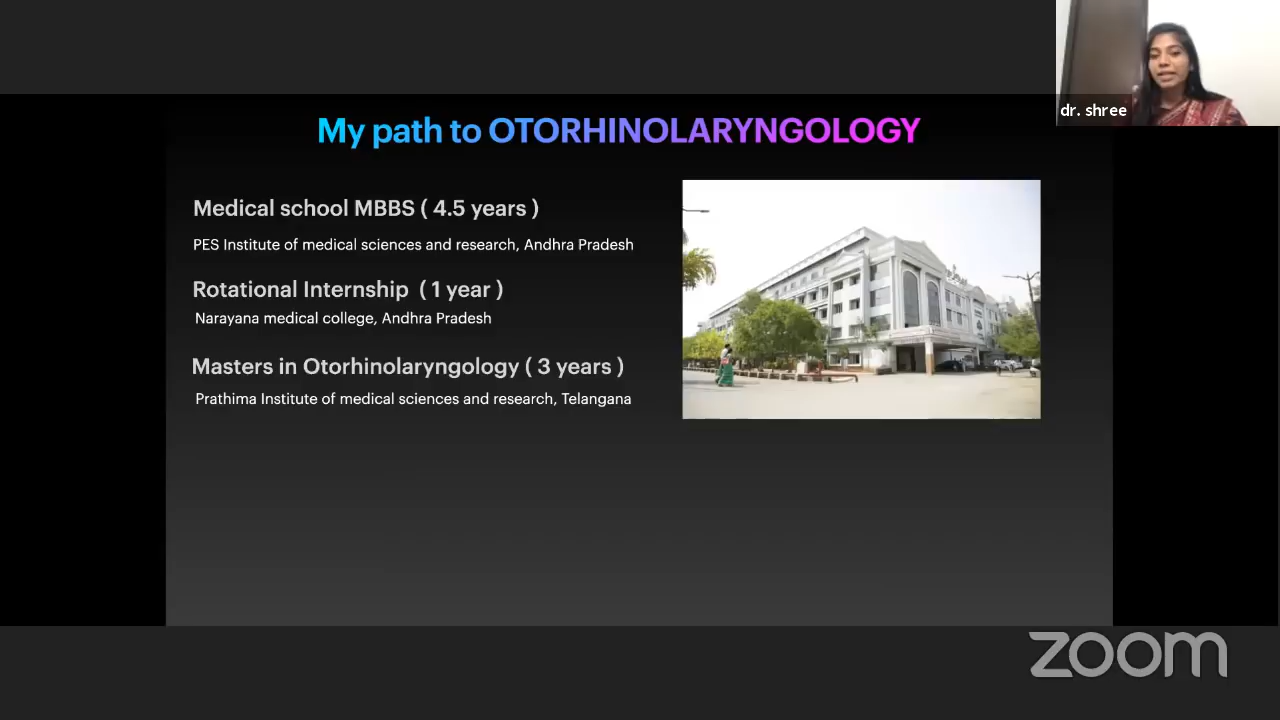 dr. shree
My path to OTORHINOLARYNGOLOGY
Medical school MBBS ( 4.5 years )
PES Institute of medical sciences and research, Andhra Pradesh
Rotational Internship ( 1 year )
Narayana medical college, Andhra Pradesh
Masters in Otorhinolaryngology ( 3 years )
Prathima Institute of medical sciences and research, Telangana
zoom